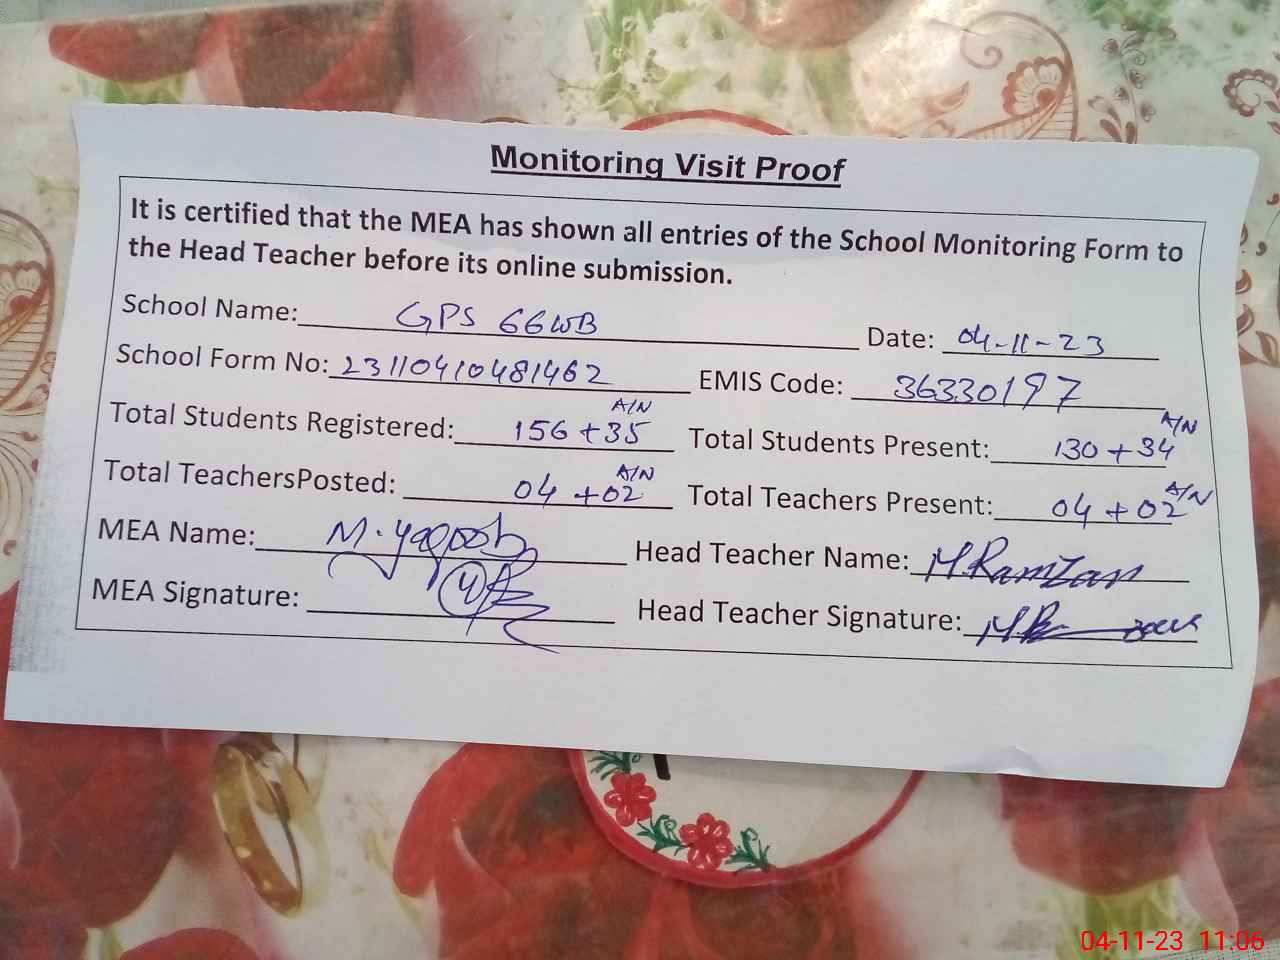 Monitoring Visit Proof
It is certified that the MEA has shown all entries of the School Monitoring Form to
the Head Teacher before its online submission.
School Name: GPS 66WB Date: 04-11-23
School Form No: 23110410481462 EMIS Code: 36330197
Total Students Registered: 156 + 35 A/N Total Students Present: 130 + 34 A/N
Total TeachersPosted: 04 + 02 A/N Total Teachers Present: 04 + 02 A/N
MEA Name: M. Yaqoob Head Teacher Name: M.Ramzan
MEA Signature: Head Teacher Signature:
04-11-23 11:06